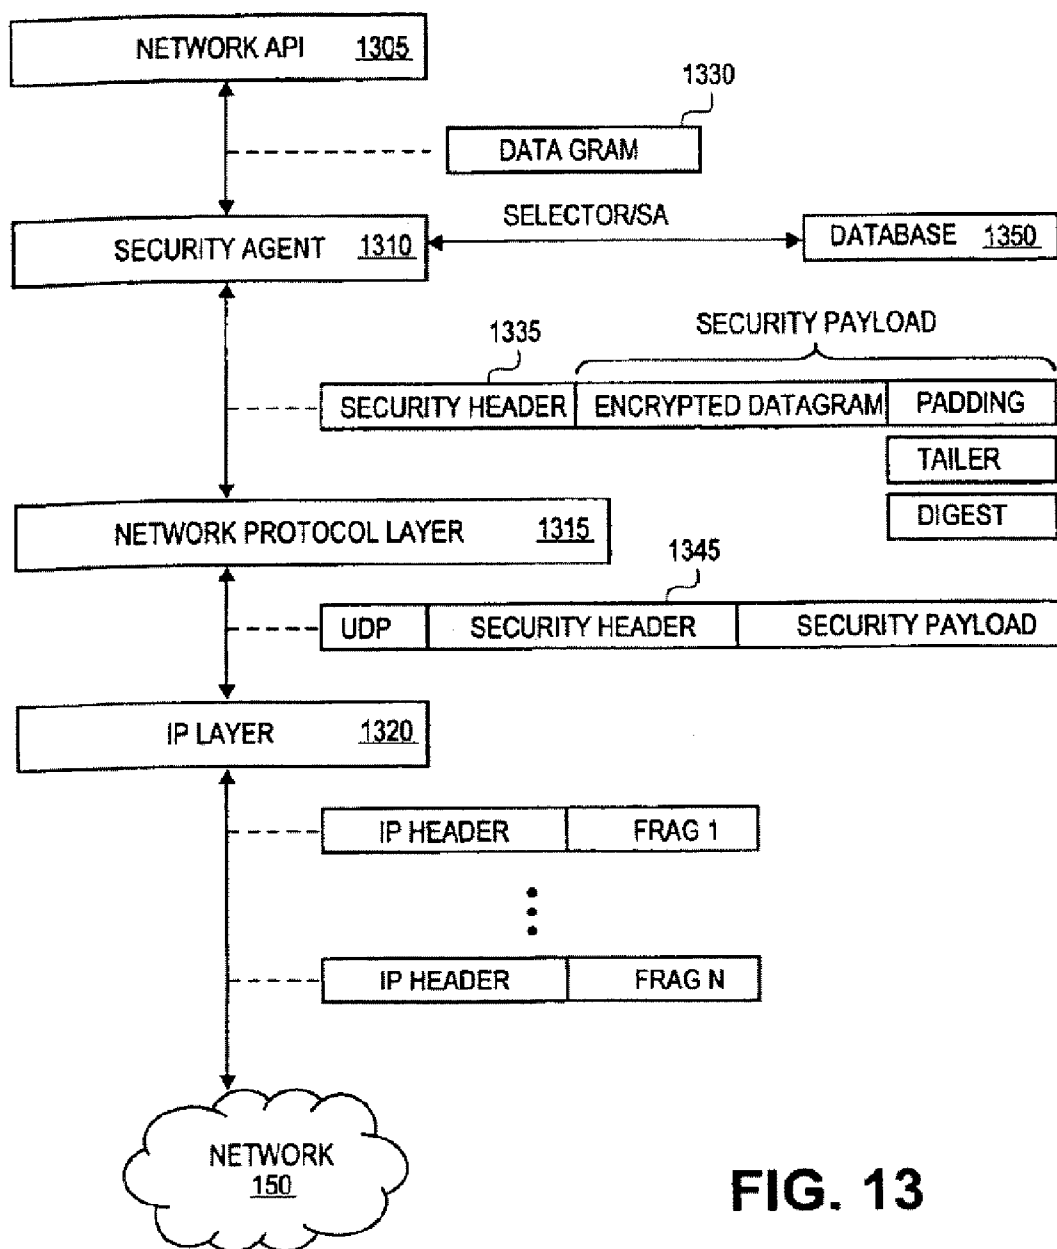 NETWORK API 1305
1330
DATA GRAM
SECURITY AGENT 1310
SELECTOR/SA
DATABASE 1350
SECURITY PAYLOAD
1335
SECURITY HEADER ENCRYPTED DATAGRAM PADDING
TAILER
DIGEST
NETWORK PROTOCOL LAYER 1315
1345
UDP SECURITY HEADER SECURITY PAYLOAD
IP LAYER 1320
IP HEADER FRAG 1
IP HEADER FRAG N
NETWORK
150
FIG. 13